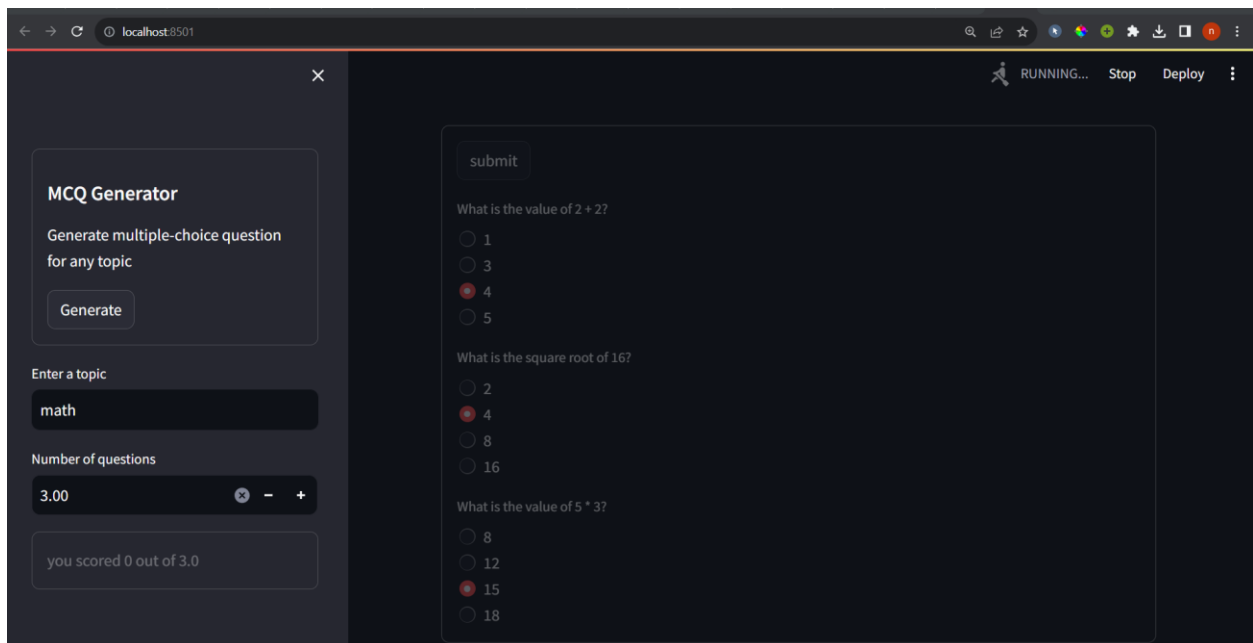 localhost:8501
n
RUNNING... Stop Deploy
MCQ Generator
Generate multiple-choice question
for any topic
Generate
Enter a topic
math
Number of questions
3.00
you scored 0 out of 3.0
submit
What is the value of 2 + 2?
1
3
4
5
What is the square root of 16?
2
4
8
16
What is the value of 5 * 3?
8
12
15
18